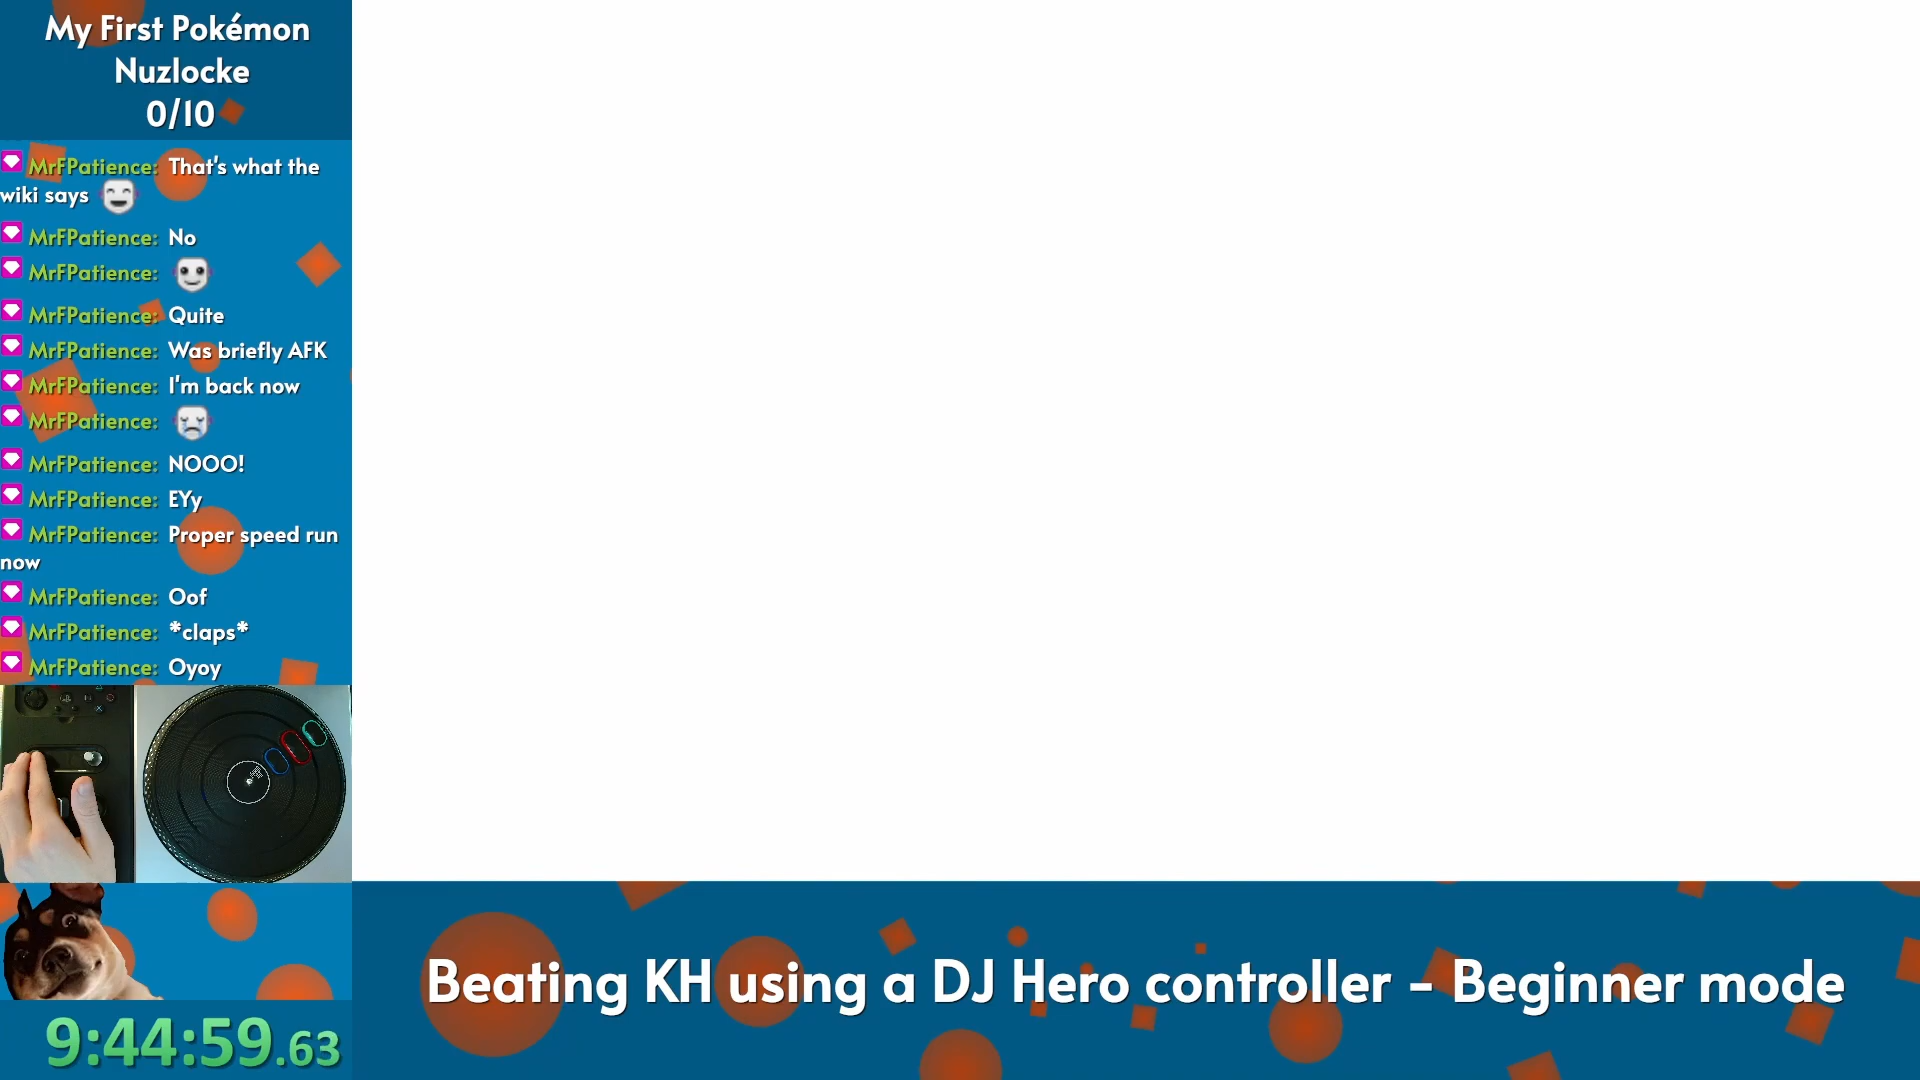 My First Pokémon
Nuzlocke
0/10
MrFPatience: That's what the
wiki says
MrFPatience: No
MrFPatience:
MrFPatience: Quite
MrFPatience: Was briefly AFK
MrFPatience: I'm back now
MrFPatience:
MrFPatience: NOOO!
MrFPatience: EYy
MrFPatience: Proper speed run
now
MrFPatience: Oof
MrFPatience: *claps*
MrFPatience: Oyoy
Beating KH using a DJ Hero controller - Beginner mode
9:44:59.63